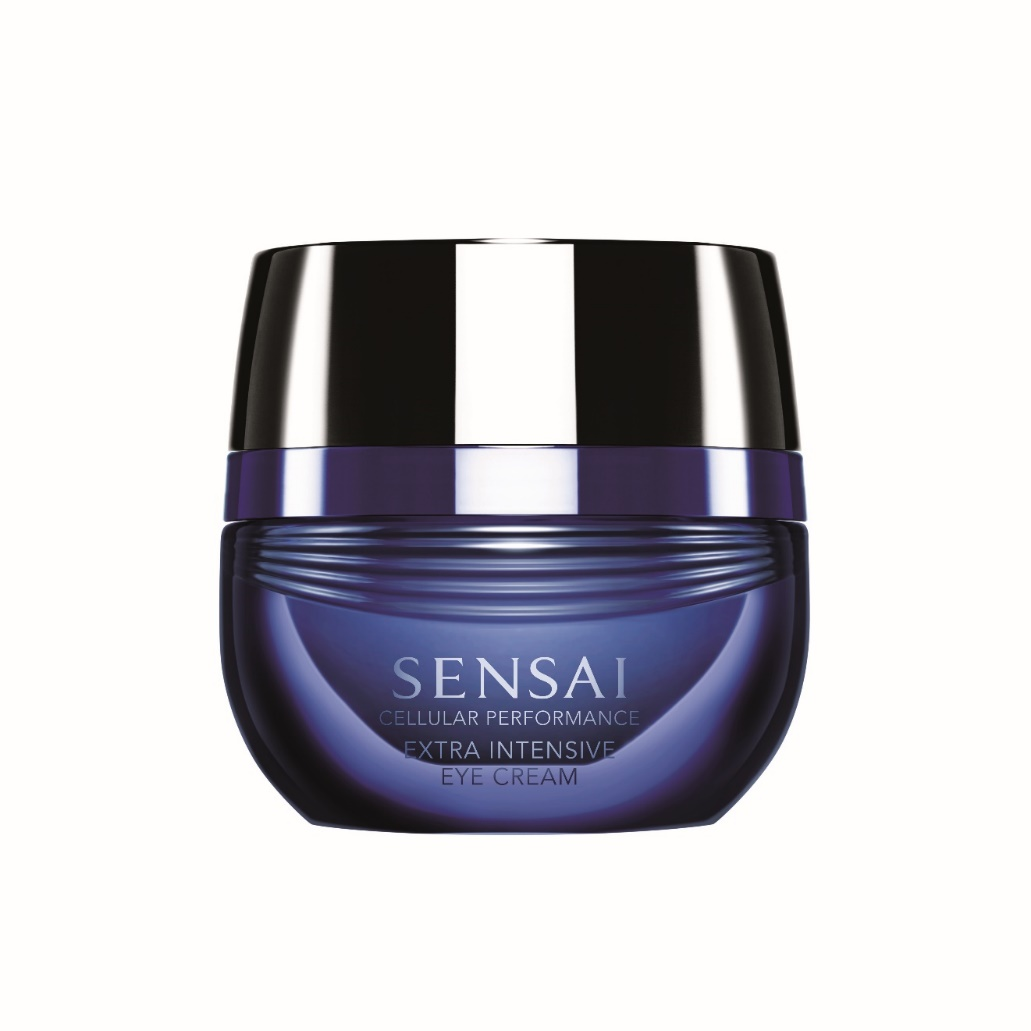 SENSAI
CELLULAR PERFORMANCE
EXTRA INTENSIVE
EYE CREAM